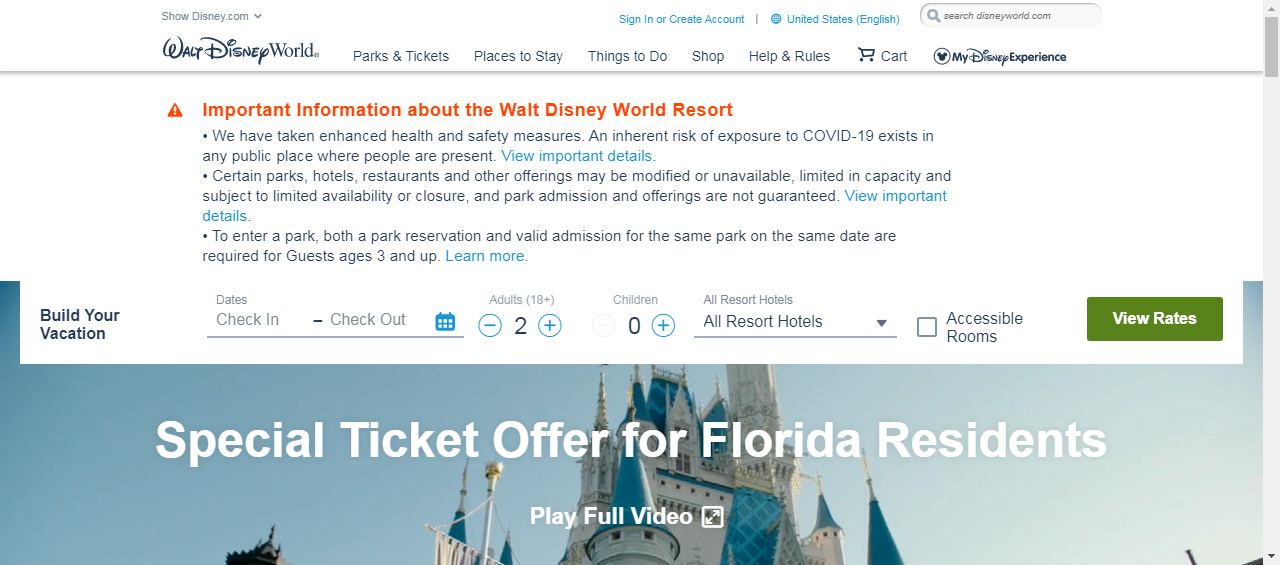 Show Disney.com
Sign In or Create Account | United States (English)
search disneyworld.com
Walt Disney World®
Parks & Tickets
Places to Stay
Things to Do
Shop
Help & Rules
Cart
My Disney Experience
Important Information about the Walt Disney World Resort
• We have taken enhanced health and safety measures. An inherent risk of exposure to COVID-19 exists in
any public place where people are present. View important details.
• Certain parks, hotels, restaurants and other offerings may be modified or unavailable, limited in capacity and
subject to limited availability or closure, and park admission and offerings are not guaranteed. View important
details.
• To enter a park, both a park reservation and valid admission for the same park on the same date are
required for Guests ages 3 and up. Learn more.
Build Your
Vacation
Dates
Check In – Check Out
Adults (18+)
2
Children
0
All Resort Hotels
All Resort Hotels
Accessible
Rooms
View Rates
Special Ticket Offer for Florida Residents
Play Full Video